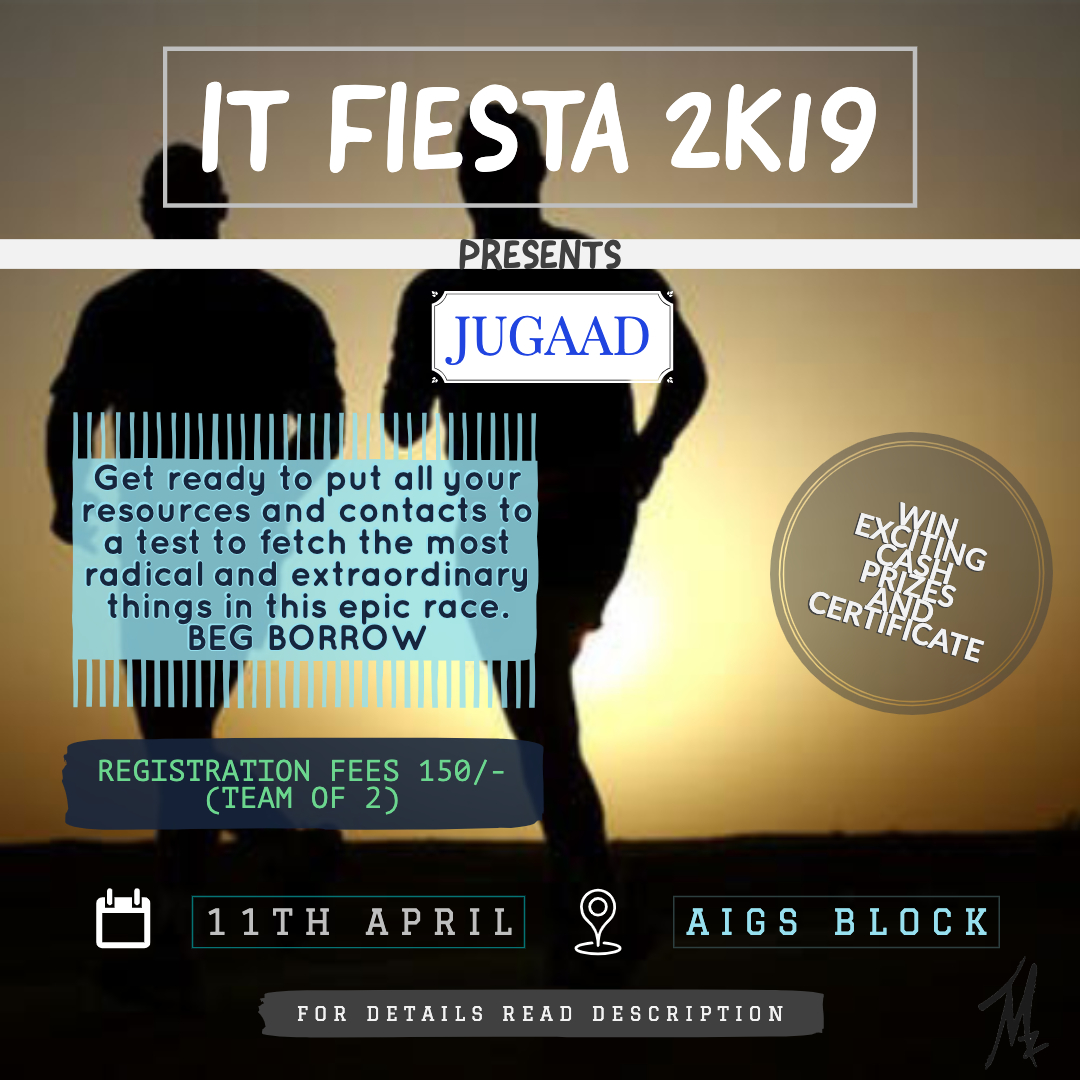 IT FIESTA 2K19
PRESENTS
JUGAAD
Get ready to put all your
resources and contacts to
a test to fetch the most
radical and extraordinary
things in this epic race.
BEG BORROW
WIN
EXCITING
CASH
PRIZES
AND
CERTIFICATE
REGISTRATION FEES 150/-
(TEAM OF 2)
11TH APRIL
AIGS BLOCK
FOR DETAILS READ DESCRIPTION